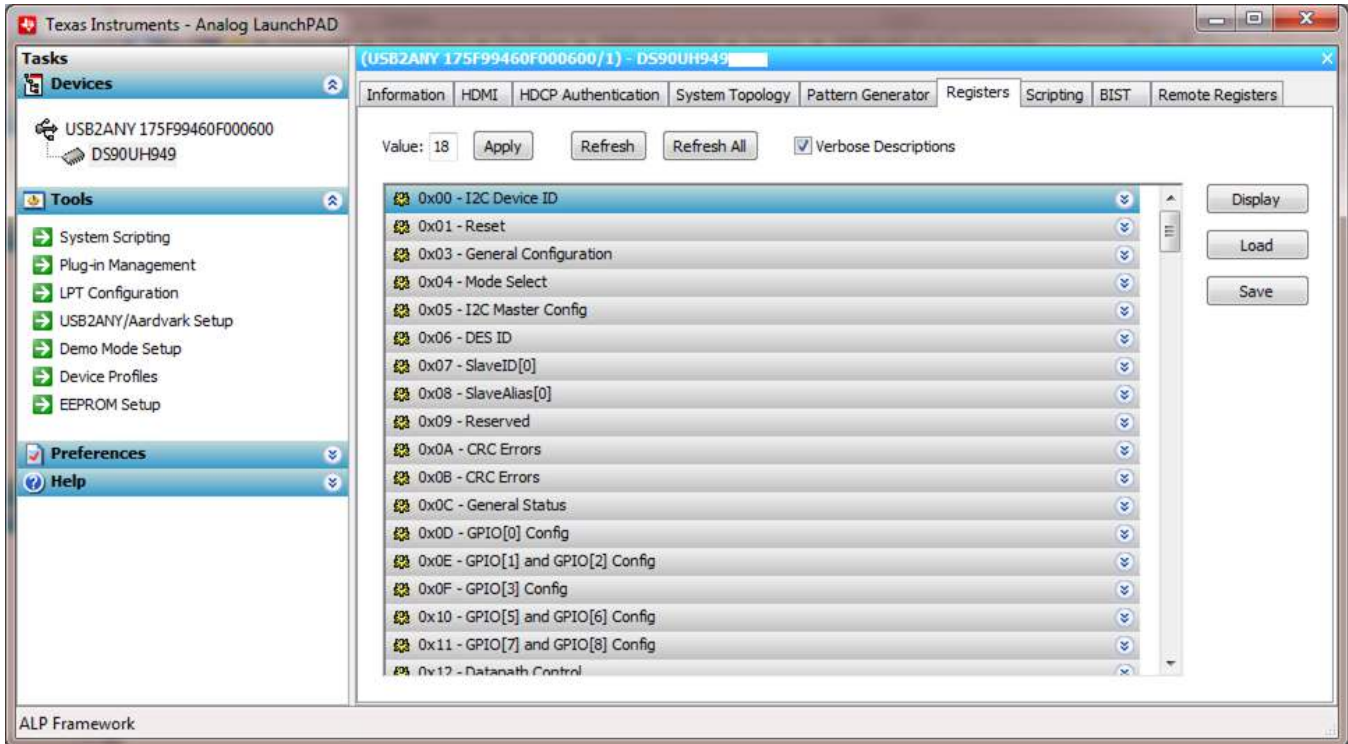 Texas Instruments - Analog LaunchPAD
Tasks
Devices
USB2ANY 175F99460F000600
DS90UH949
Tools
System Scripting
Plug-in Management
LPT Configuration
USB2ANY/Aardvark Setup
Demo Mode Setup
Device Profiles
EEPROM Setup
Preferences
Help
(USB2ANY 175F99460F000600/1) - DS90UH949
Information HDMI HDCP Authentication System Topology Pattern Generator Registers Scripting BIST Remote Registers
Value: 18 Apply Refresh Refresh All Verbose Descriptions
0x00 - I2C Device ID
0x01 - Reset
0x03 - General Configuration
0x04 - Mode Select
0x05 - I2C Master Config
0x06 - DES ID
0x07 - SlaveID[0]
0x08 - SlaveAlias[0]
0x09 - Reserved
0x0A - CRC Errors
0x0B - CRC Errors
0x0C - General Status
0x0D - GPIO[0] Config
0x0E - GPIO[1] and GPIO[2] Config
0x0F - GPIO[3] Config
0x10 - GPIO[5] and GPIO[6] Config
0x11 - GPIO[7] and GPIO[8] Config
0x12 - Datapath Control
Display
Load
Save
ALP Framework